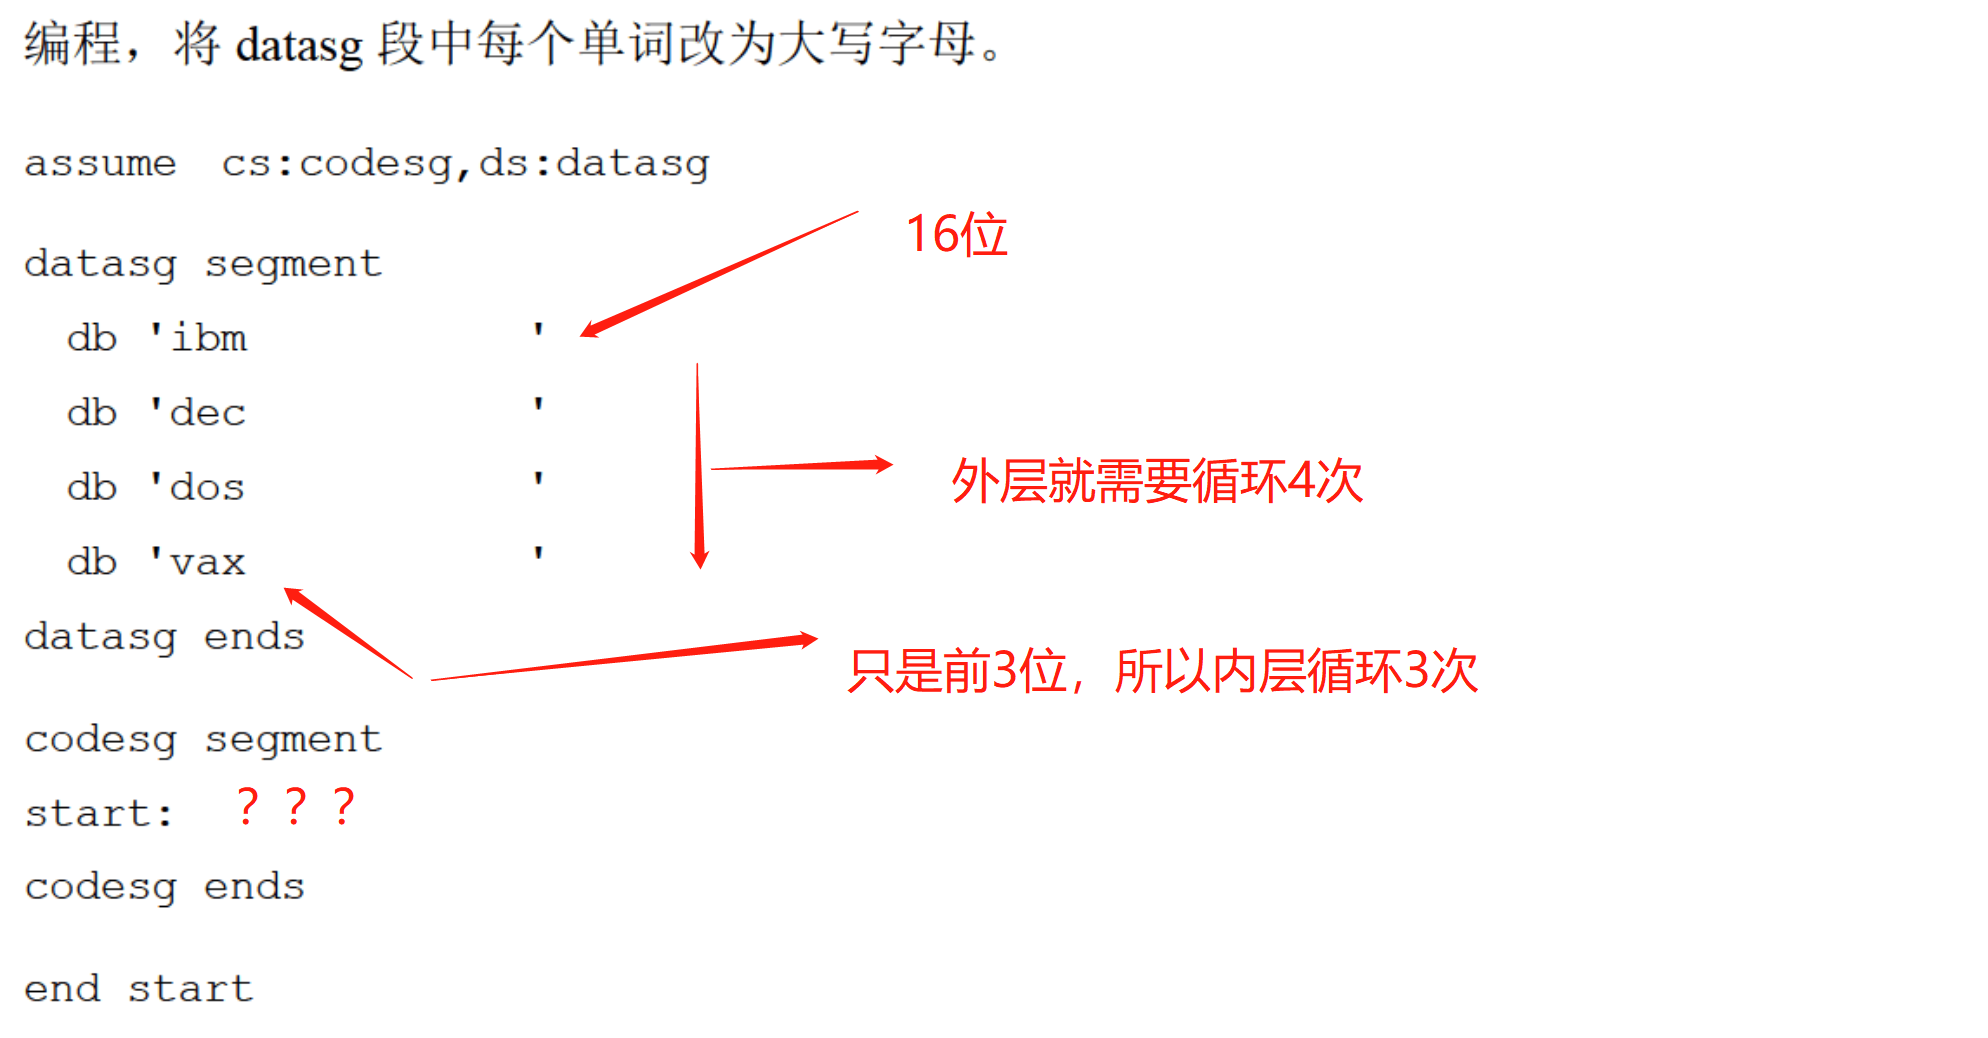 编程，将 datasg 段中每个单词改为大写字母。
assume cs:codesg,ds:datasg
16位
datasg segment
db 'ibm             '
db 'dec             '
外层就需要循环4次
db 'dos             '
db 'vax             '
datasg ends
只是前3位，所以内层循环3次
codesg segment
start: ？？？
codesg ends
end start